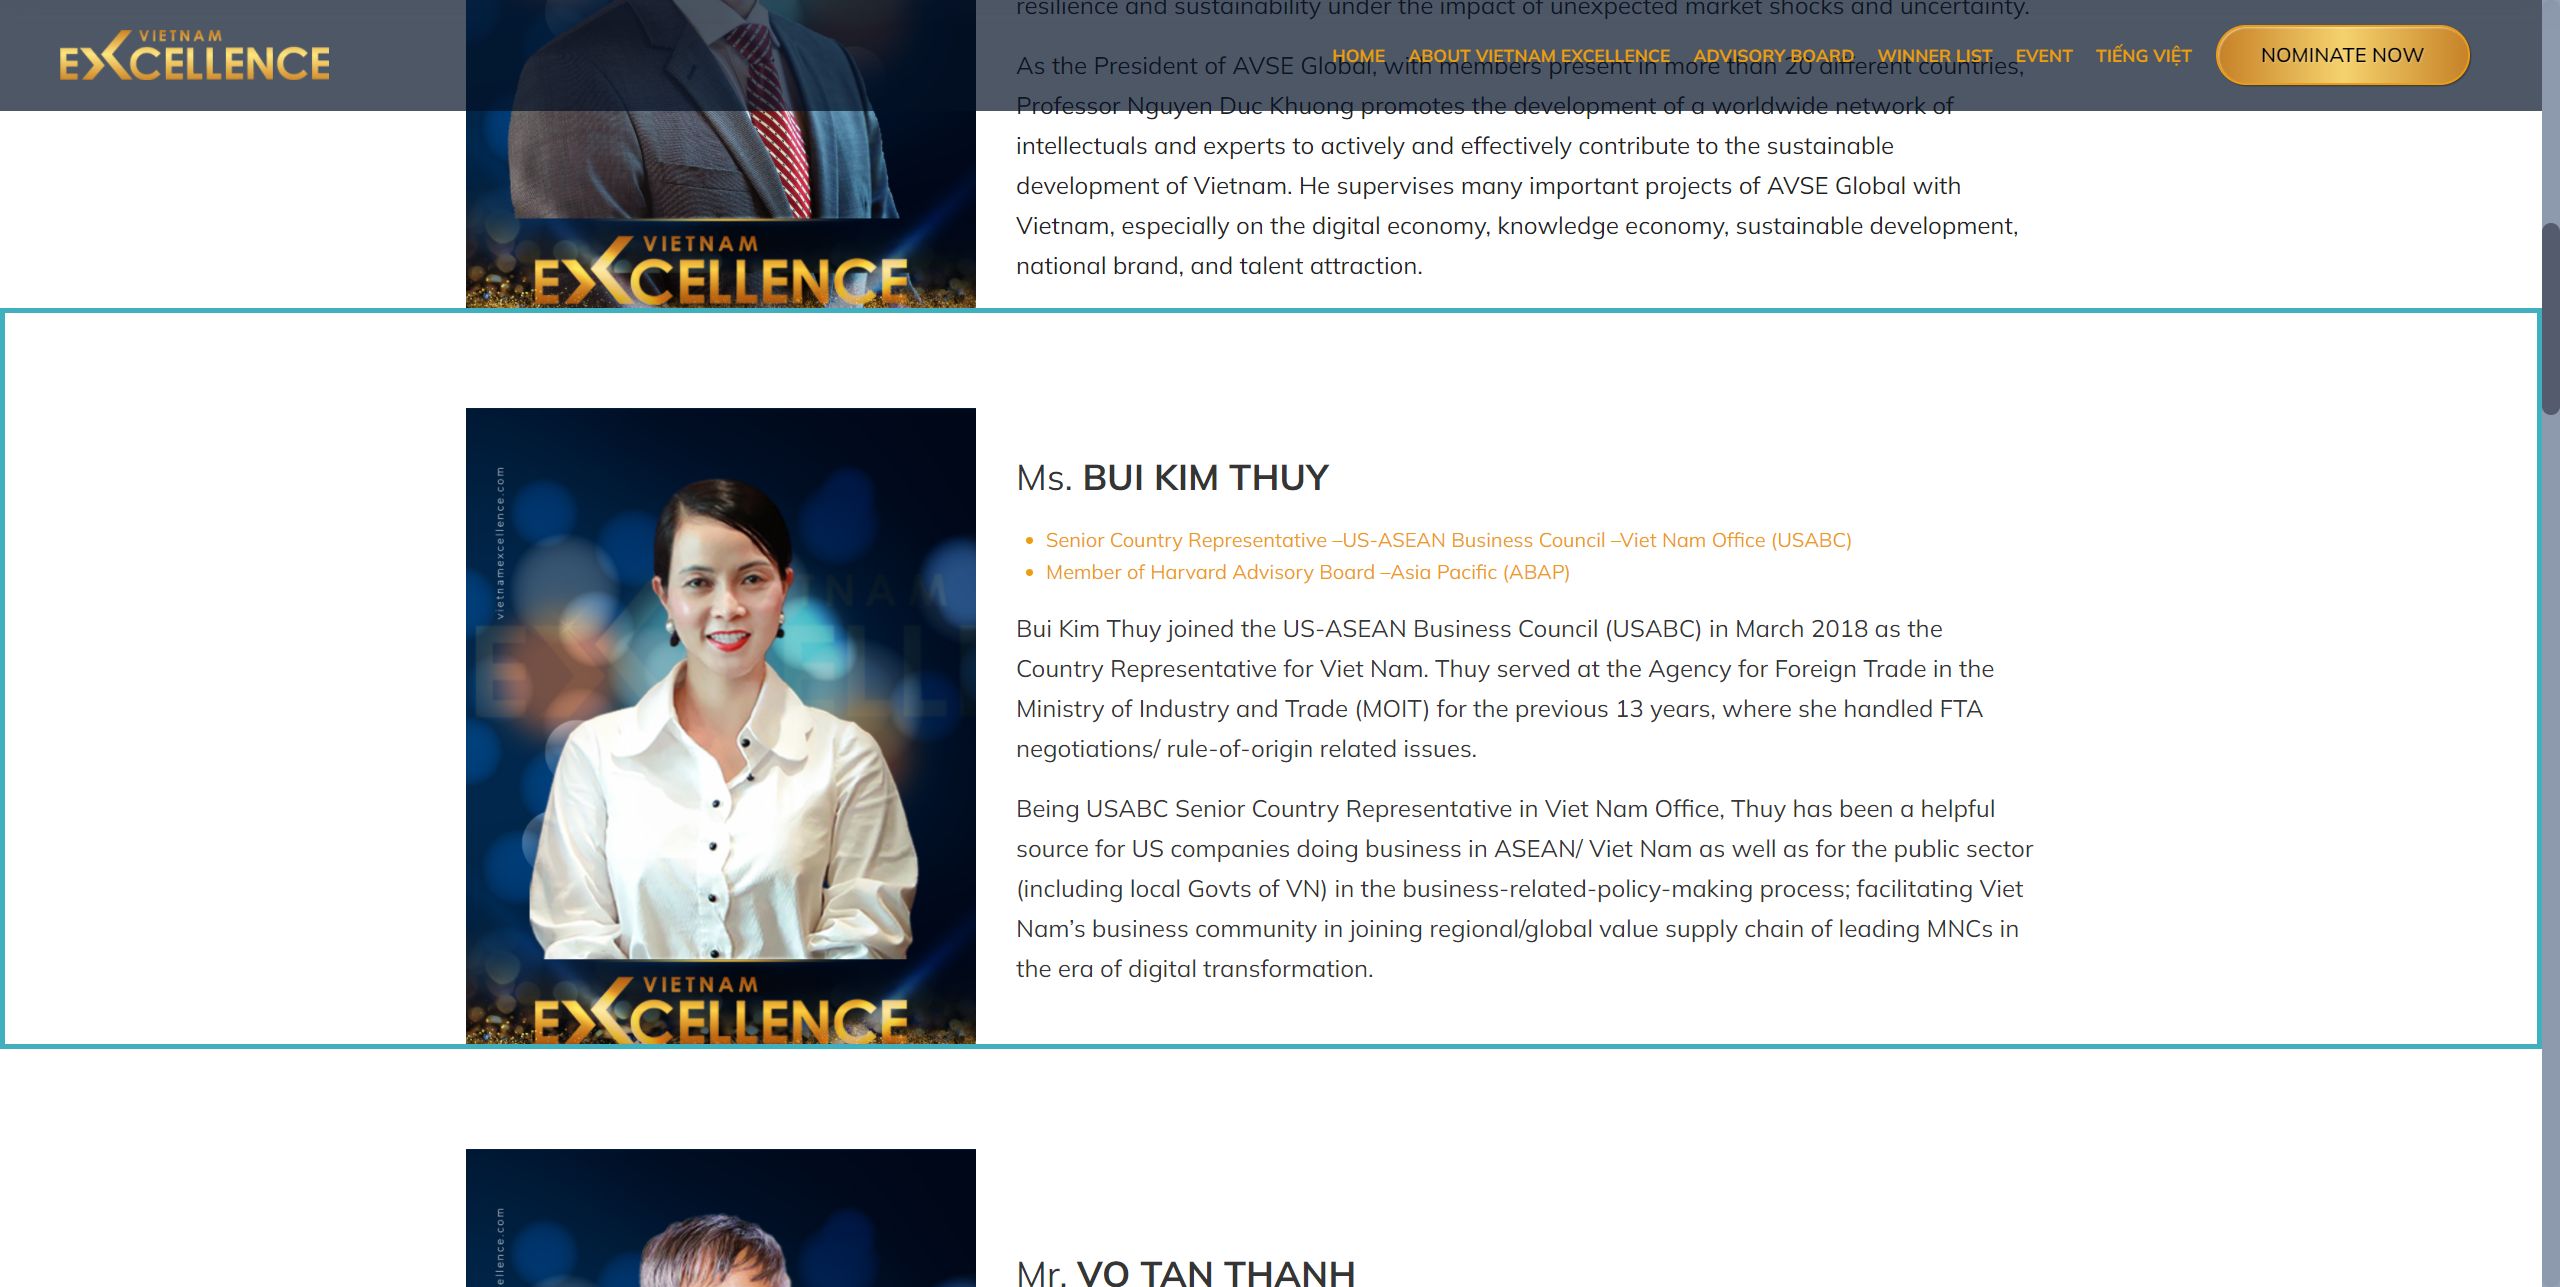 VIETNAM
EXCELLENCE
HOME ABOUT VIETNAM EXCELLENCE ADVISORY BOARD WINNER LIST EVENT TIẾNG VIỆT NOMINATE NOW
resilience and sustainability under the impact of unexpected market shocks and uncertainty.
As the President of AVSE Global, with members present in more than 20 different countries,
Professor Nguyen Duc Khuong promotes the development of a worldwide network of
intellectuals and experts to actively and effectively contribute to the sustainable
development of Vietnam. He supervises many important projects of AVSE Global with
Vietnam, especially on the digital economy, knowledge economy, sustainable development,
national brand, and talent attraction.
VIETNAM
EXCELLENCE
vietnamexcellence.com
Ms. BUI KIM THUY
• Senior Country Representative –US-ASEAN Business Council –Viet Nam Office (USABC)
• Member of Harvard Advisory Board –Asia Pacific (ABAP)
Bui Kim Thuy joined the US-ASEAN Business Council (USABC) in March 2018 as the
Country Representative for Viet Nam. Thuy served at the Agency for Foreign Trade in the
Ministry of Industry and Trade (MOIT) for the previous 13 years, where she handled FTA
negotiations/ rule-of-origin related issues.
Being USABC Senior Country Representative in Viet Nam Office, Thuy has been a helpful
source for US companies doing business in ASEAN/ Viet Nam as well as for the public sector
(including local Govts of VN) in the business-related-policy-making process; facilitating Viet
Nam’s business community in joining regional/global value supply chain of leading MNCs in
the era of digital transformation.
VIETNAM
EXCELLENCE
ellence.com
Mr. VO TAN THANH